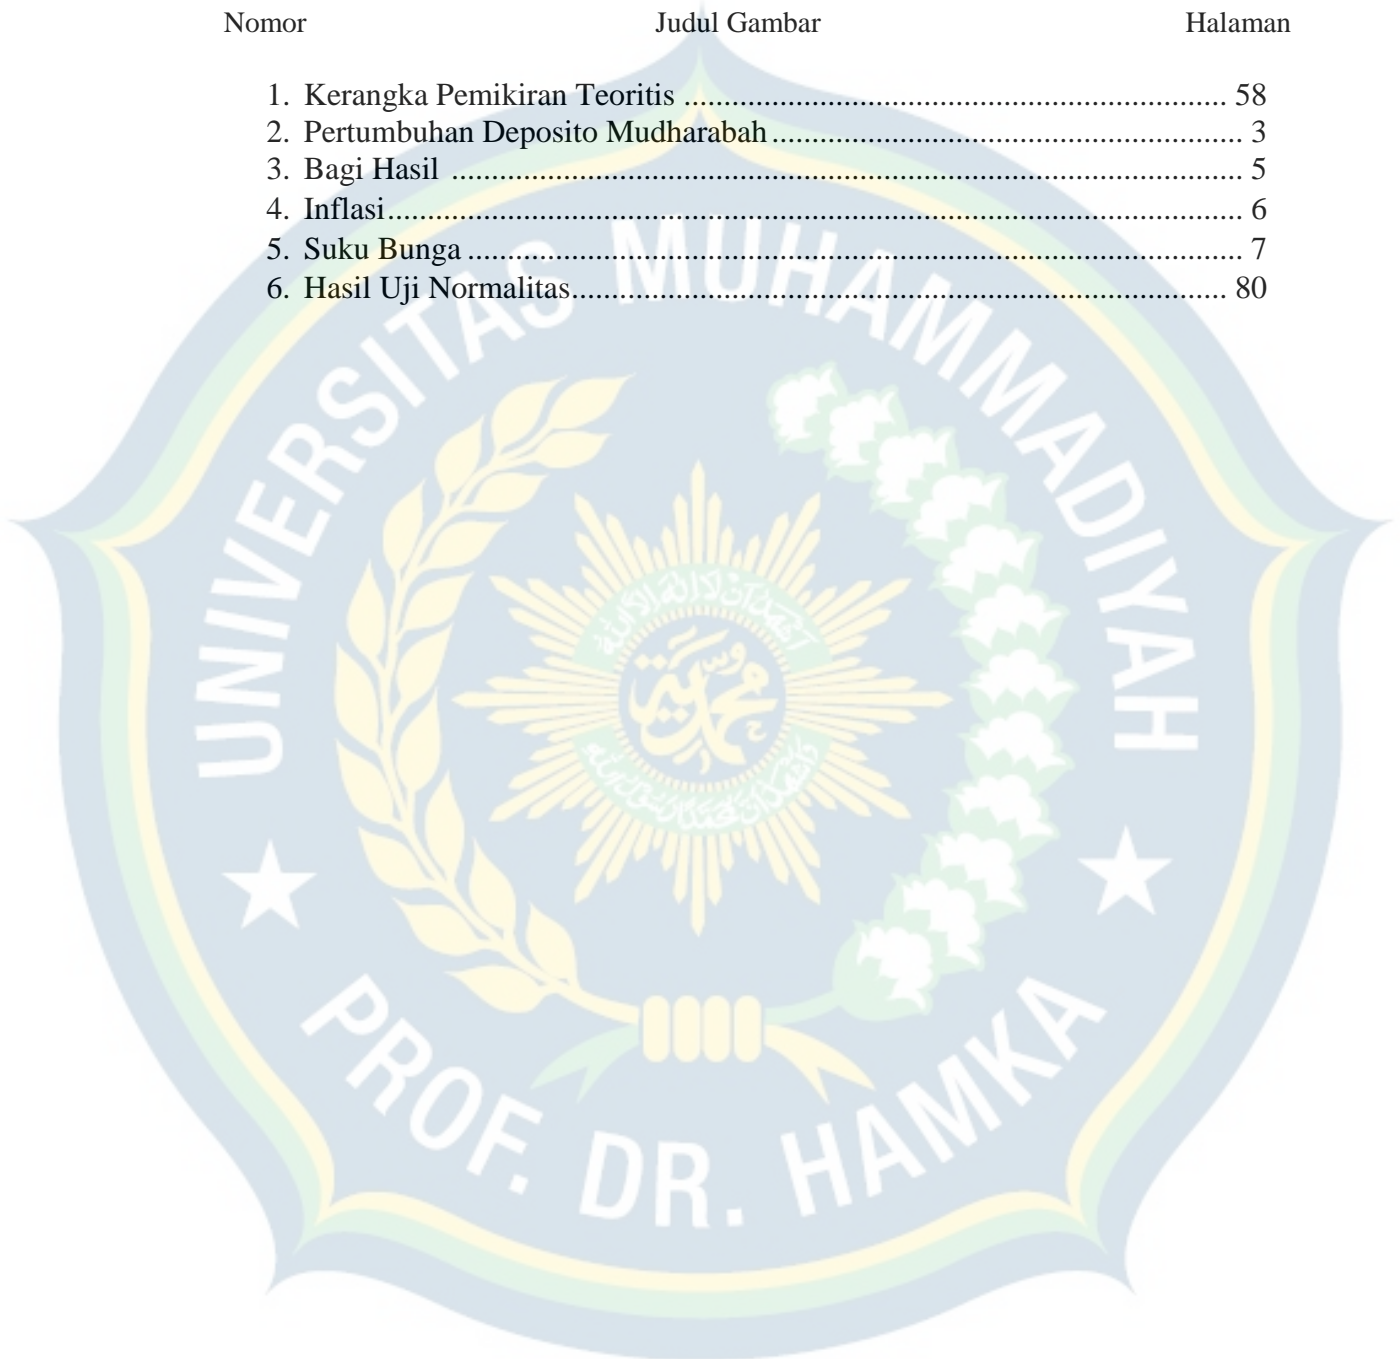 Nomor Judul Gambar Halaman
1. Kerangka Pemikiran Teoritis ........................................................... 58
2. Pertumbuhan Deposito Mudharabah .................................................. 3
3. Bagi Hasil .................................................................................... 5
4. Inflasi........................................................................................... 6
5. Suku Bunga .................................................................................. 7
6. Hasil Uji Normalitas...................................................................... 80
UNIVERSITAS MUHAMMADIYAH
محمدية
PROF. DR. HAMKA